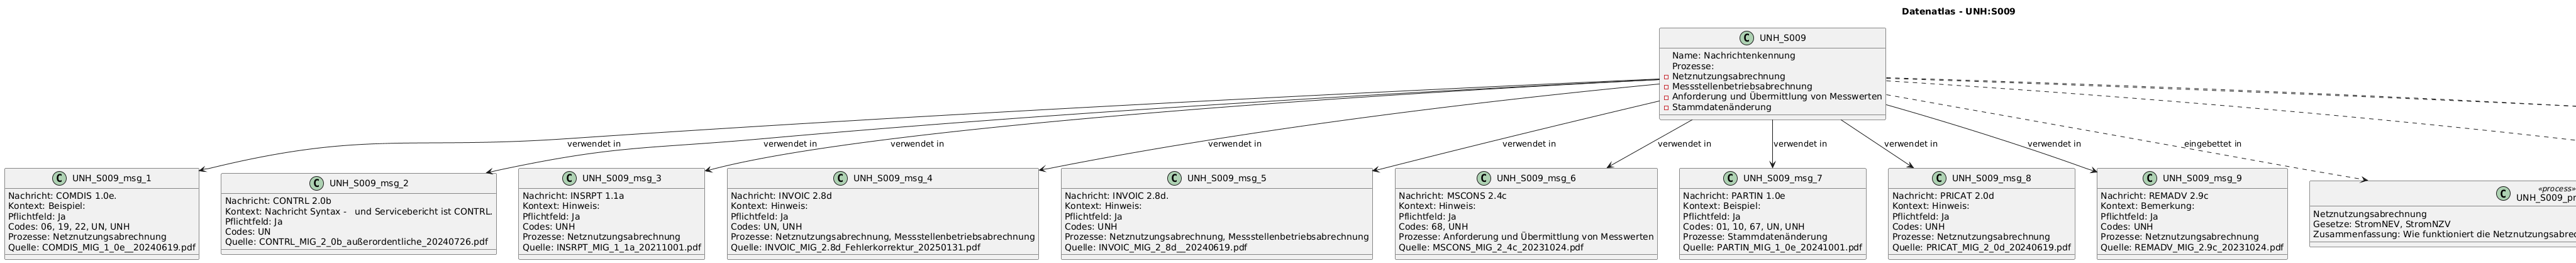 Datenatlas - UNH:S009
C UNH_S009
Name: Nachrichtenkennung
Prozesse:
Netznutzungsabrechnung
Messstellenbetriebsabrechnung
Anforderung und Übermittlung von Messwerten
Stammdatenänderung
verwendet in
verwendet in
verwendet in
verwendet in
verwendet in
verwendet in
verwendet in
verwendet in
verwendet in
eingebettet in
C UNH_S009_msg_1
Nachricht: COMDIS 1.0e.
Kontext: Beispiel:
Pflichtfeld: Ja
Codes: 06, 19, 22, UN, UNH
Prozesse: Netznutzungsabrechnung
Quelle: COMDIS_MIG_1_0e__20240619.pdf
C UNH_S009_msg_2
Nachricht: CONTRL 2.0b
Kontext: Nachricht Syntax - und Servicebericht ist CONTRL.
Pflichtfeld: Ja
Codes: UN
Quelle: CONTRL_MIG_2_0b_außerordentliche_20240726.pdf
C UNH_S009_msg_3
Nachricht: INSRPT 1.1a
Kontext: Hinweis:
Pflichtfeld: Ja
Codes: UNH
Prozesse: Netznutzungsabrechnung
Quelle: INSRPT_MIG_1_1a_20211001.pdf
C UNH_S009_msg_4
Nachricht: INVOIC 2.8d
Kontext: Hinweis:
Pflichtfeld: Ja
Codes: UN, UNH
Prozesse: Netznutzungsabrechnung, Messstellenbetriebsabrechnung
Quelle: INVOIC_MIG_2.8d_Fehlerkorrektur_20250131.pdf
C UNH_S009_msg_5
Nachricht: INVOIC 2.8d.
Kontext: Hinweis:
Pflichtfeld: Ja
Codes: UNH
Prozesse: Netznutzungsabrechnung, Messstellenbetriebsabrechnung
Quelle: INVOIC_MIG_2_8d__20240619.pdf
C UNH_S009_msg_6
Nachricht: MSCONS 2.4c
Kontext: Hinweis:
Pflichtfeld: Ja
Codes: 68, UNH
Prozesse: Anforderung und Übermittlung von Messwerten
Quelle: MSCONS_MIG_2_4c_20231024.pdf
C UNH_S009_msg_7
Nachricht: PARTIN 1.0e
Kontext: Beispiel:
Pflichtfeld: Ja
Codes: 01, 10, 67, UN, UNH
Prozesse: Stammdatenänderung
Quelle: PARTIN_MIG_1_0e_20241001.pdf
C UNH_S009_msg_8
Nachricht: PRICAT 2.0d
Kontext: Hinweis:
Pflichtfeld: Ja
Codes: UNH
Prozesse: Netznutzungsabrechnung
Quelle: PRICAT_MIG_2_0d_20240619.pdf
C UNH_S009_msg_9
Nachricht: REMADV 2.9c
Kontext: Bemerkung:
Pflichtfeld: Ja
Codes: UNH
Prozesse: Netznutzungsabrechnung
Quelle: REMADV_MIG_2.9c_20231024.pdf
«process»
C UNH_S009_pr
Netznutzungsabrechnung
Gesetze: StromNEV, StromNZV
Zusammenfassung: Wie funktioniert die Netznutzungsabrec